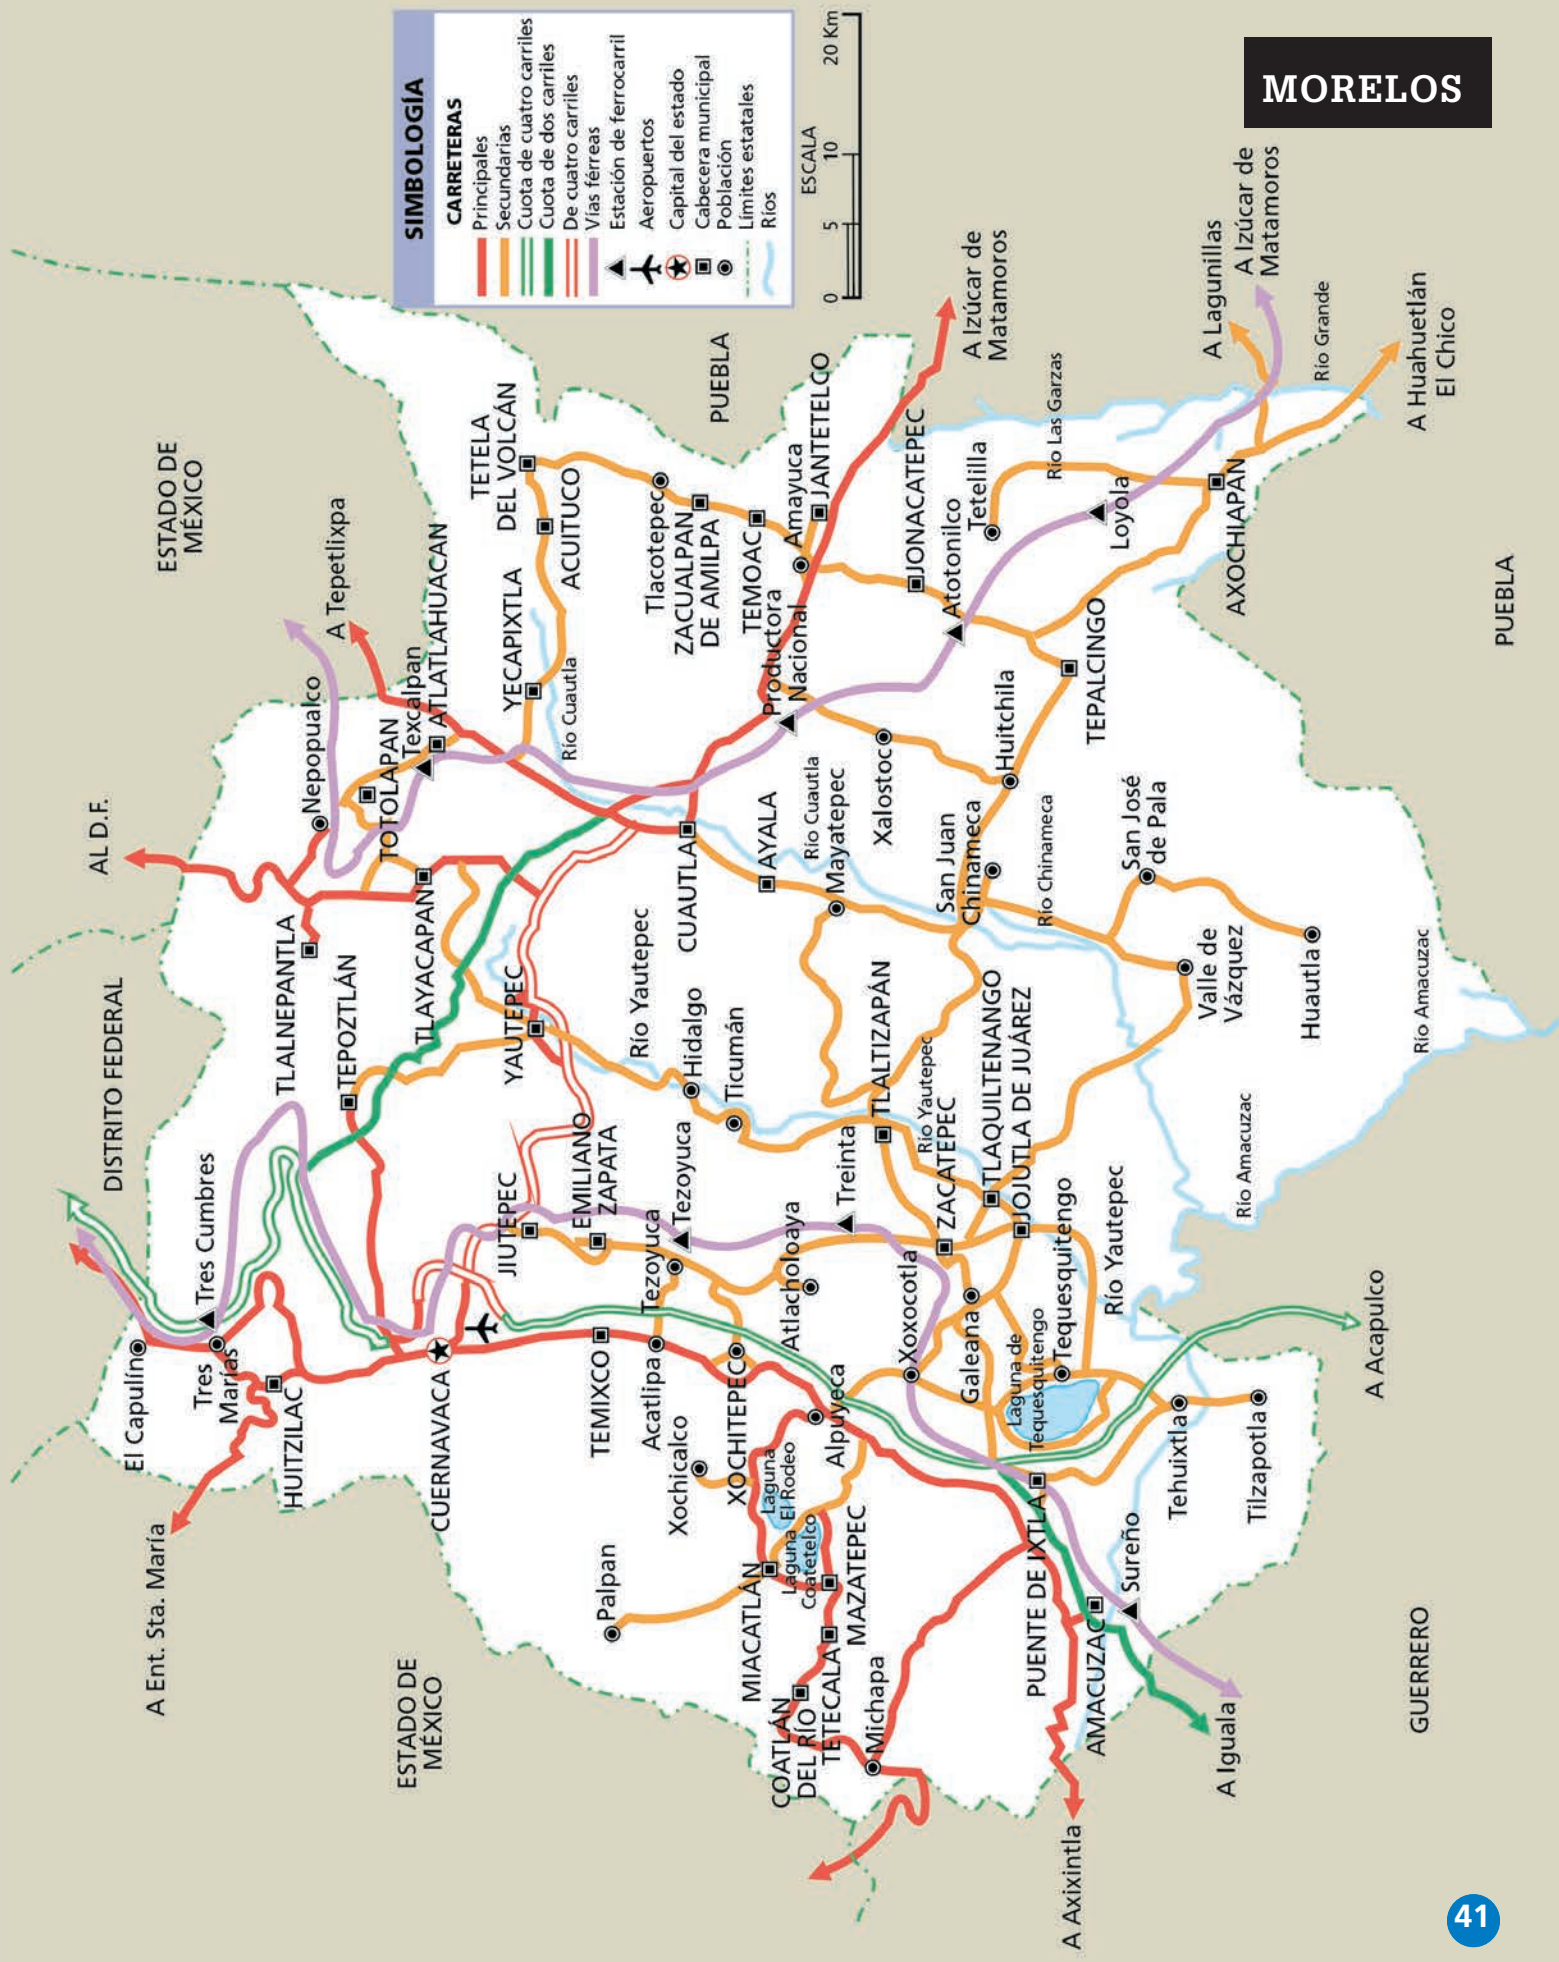 MORELOS
SIMBOLOGÍA
CARRETERAS
Principales
Secundarias
Cuota de cuatro carriles
Cuota de dos carriles
De cuatro carriles
Vías férreas
Estación de ferrocarril
Aeropuertos
Capital del estado
Cabecera municipal
Población
Límites estatales
Ríos
ESCALA
0 5 10 20 Km
A Ent. Sta. María
El Capulín
Tres
Marías
Tres Cumbres
DISTRITO FEDERAL
AL D.F.
ESTADO DE
MÉXICO
HUITZILAC
TLALNEPANTLA
Nepopualco
A Tepetlixpa
TEPOZTLÁN
TOTOLAPAN
Texcalpan
ATLATLAHUACAN
ESTADO DE
MÉXICO
CUERNAVACA
TLAYACAPAN
TETELA
DEL VOLCÁN
JIUTEPEC
YAUTEPEC
YECAPIXTLA
ACUITUCO
Río Cuautla
EMILIANO
ZAPATA
TEMIXCO
Palpan
Acatlipa
Tezoyuca
Tezoyuca
Río Yautepec
Tlacotepec
Xochicalco
Hidalgo
CUAUTLA
ZACUALPAN
DE AMILPA
PUEBLA
XOCHITEPEC
Ticumán
TEMOAC
MIACATLÁN
Laguna
El Rodeo
Laguna
Coatetelco
Atlacholoaya
AYALA
Productora
Nacional
Amayuca
JANTETELCO
COATLÁN
DEL RÍO
TETECALA
MAZATEPEC
Alpuyeca
Treinta
Río Cuautla
Mayatepec
Michapa
TLALTIZAPÁN
Xalostoc
JONACATEPEC
Xoxocotla
Río Yautepec
ZACATEPEC
San Juan
Chinameca
Atotonilco
Tetelilla
A Izúcar de
Matamoros
Galeana
TLAQUILTENANGO
Huitchila
JOJUTLA DE JUÁREZ
Laguna de
Tequesquitengo
Tequesquitengo
Río Chinameca
Río Las Garzas
PUENTE DE IXTLA
A Axixintla
AMACUZAC
Sureño
Río Yautepec
TEPALCINGO
Loyola
San José
de Pala
Tehuixtla
Valle de
Vázquez
A Lagunillas
A Izúcar de
Matamoros
A Iguala
Tilzapotla
Río Amacuzac
AXOCHIAPAN
Huautla
Río Grande
A Acapulco
Río Amacuzac
A Huahuetlán
El Chico
GUERRERO
PUEBLA
41